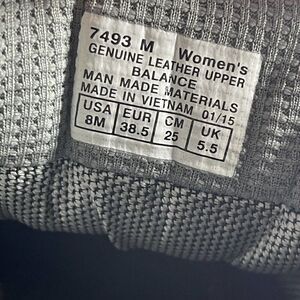 7493 M Women's
GENUINE LEATHER UPPER
BALANCE
MAN MADE MATERIALS
MADE IN VIETNAM 01/15
USA EUR CM UK
8M 38.5 25 5.5